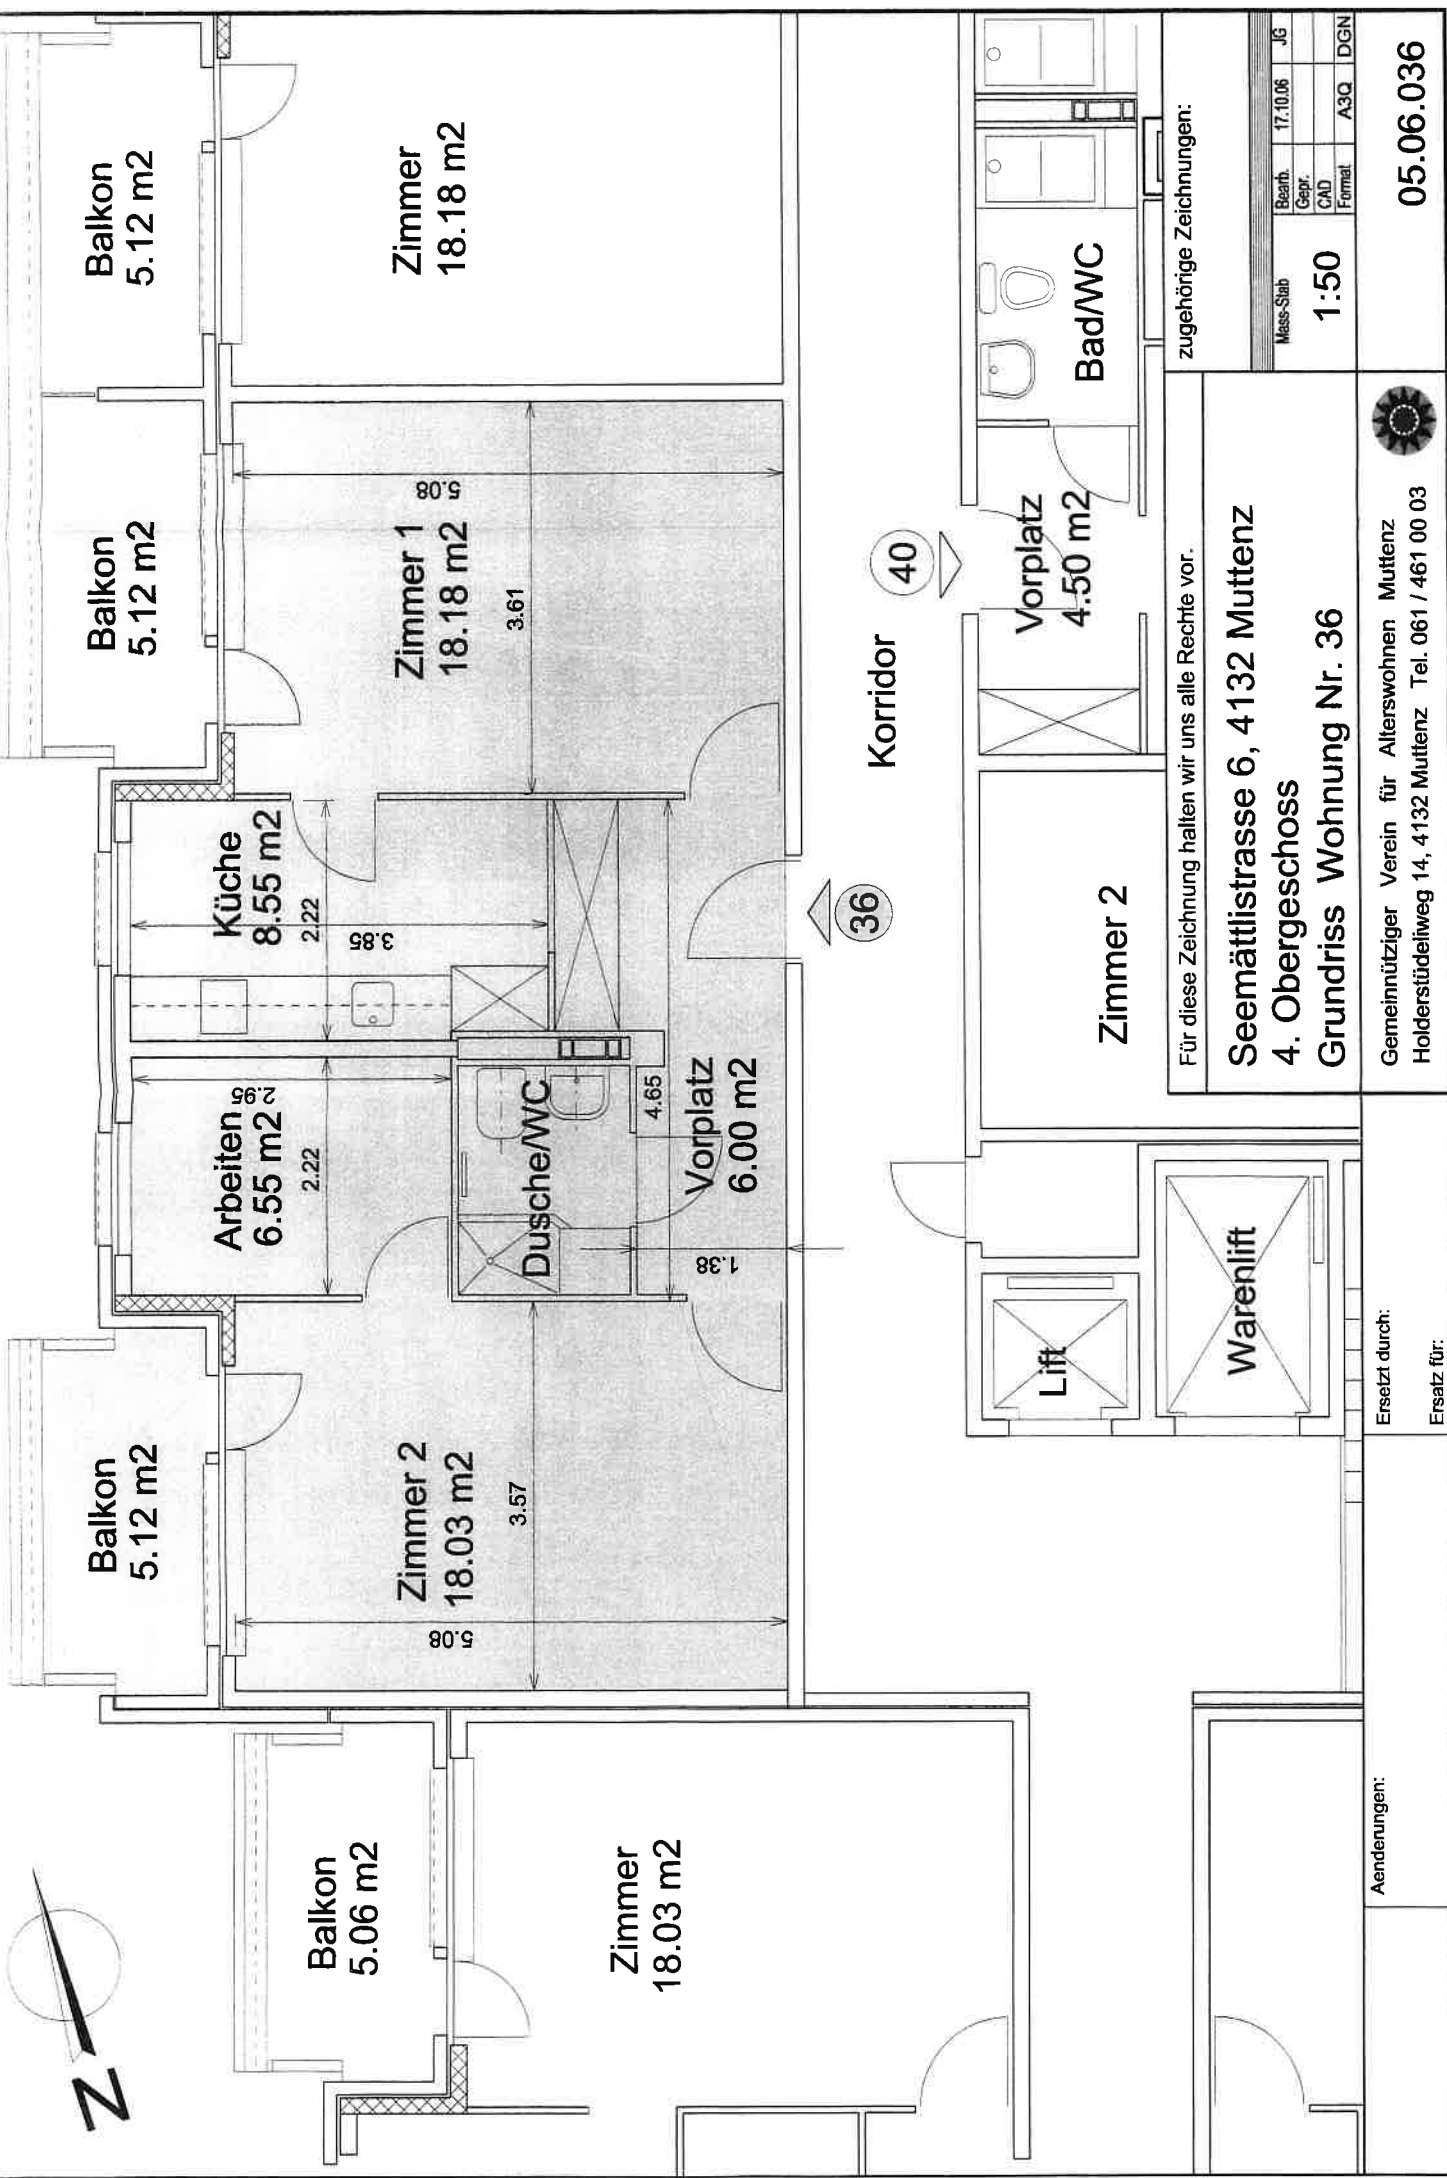 N
Balkon
5.06 m2
Zimmer
18.03 m2
Balkon
5.12 m2
Zimmer 2
18.03 m2
3.57
5.08
Arbeiten
6.55 m2
2.22
2.95
Dusche/WC
Vorplatz
6.00 m2
4.65
1.38
Küche
8.55 m2
2.22
3.85
Balkon
5.12 m2
Zimmer 1
18.18 m2
3.61
5.08
Balkon
5.12 m2
Zimmer
18.18 m2
36
Korridor
40
Vorplatz
4.50 m2
Bad/WC
Zimmer 2
Lift
Warenlift
Für diese Zeichnung halten wir uns alle Rechte vor.
zugehörige Zeichnungen:
Seemättlistrasse 6, 4132 Muttenz
4. Obergeschoss
Grundriss Wohnung Nr. 36
Mass-Stab
1:50
Bearb. 17.10.06 JG
Gepr.
CAD
Format A3Q DGN
Aenderungen:
Ersetzt durch:
Ersatz für:
Gemeinnütziger Verein für Alterswohnen Muttenz
Holderstüdeliweg 14, 4132 Muttenz Tel. 061 / 461 00 03
05.06.036